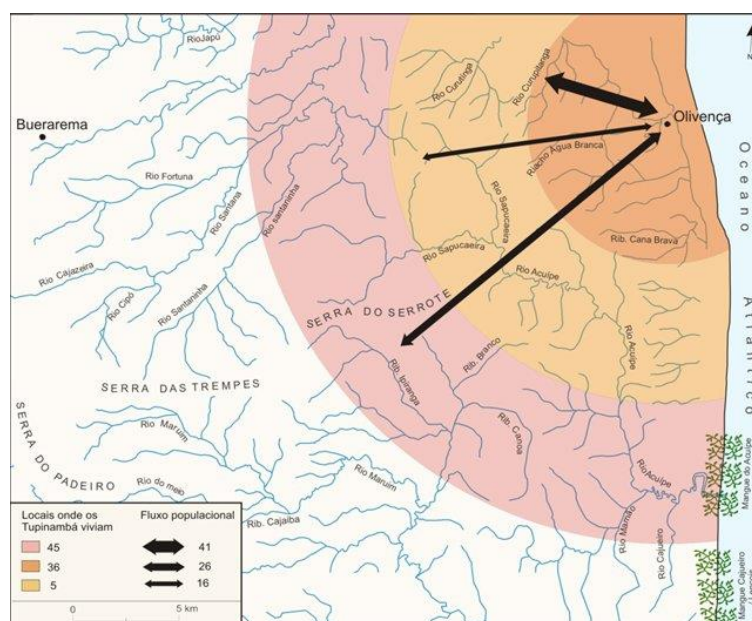 Rio Japú
Rio Curutinga
Rio Curupitanga
N
Olivença
Buerarema
Riacho Água Branca
Oceano Atlântico
Rio Fortuna
Rio Santana
Rio santaninha
Rio Sapucaeira
Rib. Cana Brava
Rio Sapucaeira
Rio Acuípe
Rio Cajazeira
Rio Cipó
Rio Santaninha
SERRA DO SERROTE
Rio Acuípe
Rib. Branco
Rib. Ipiranga
SERRA DAS TREMPES
Rib. Canoa
SERRA DO PADEIRO
Rio Maruim
Rio Maruim
Rio do meio
Rib. Cajaíba
Rio Acuípe
Mangue do Acuípe
Rio Mamão
Rio Cajueiro
Mangue Cajueiro
Locais onde os
Tupinambá viviam
Fluxo populacional
45 41
36 26
5 16
0 5 km